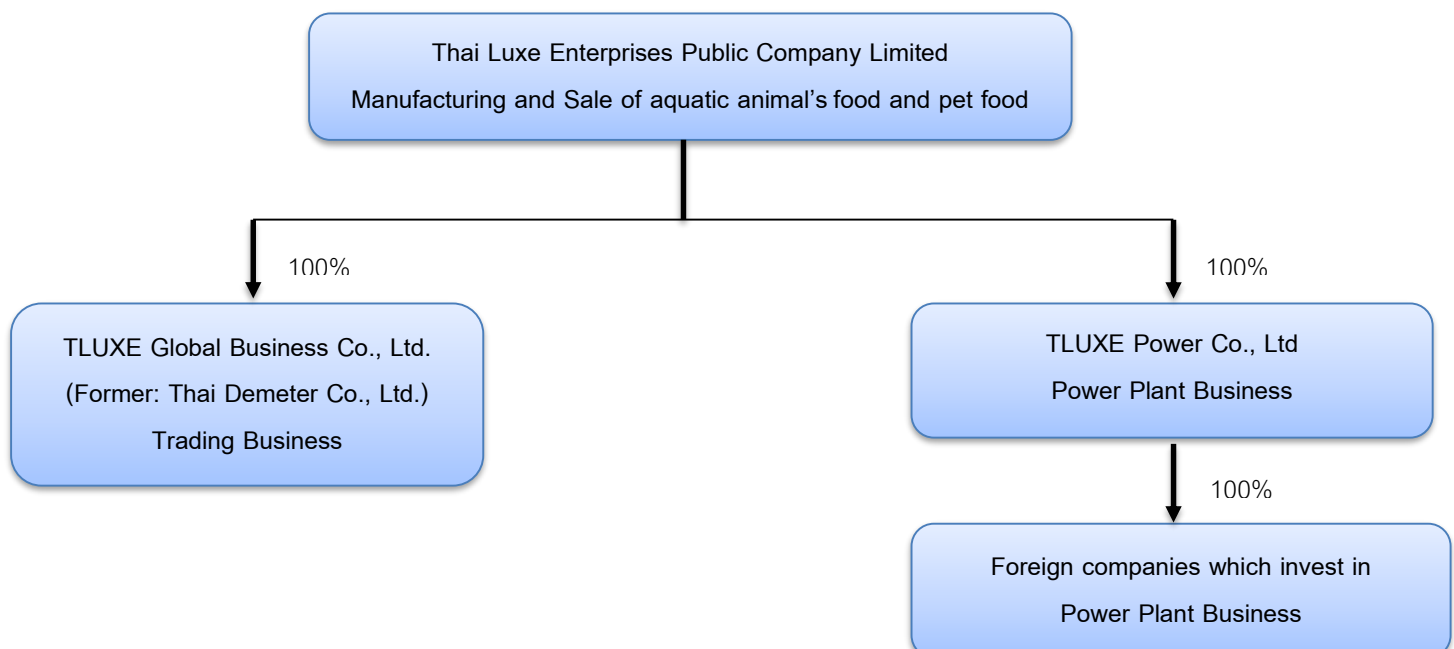 Thai Luxe Enterprises Public Company Limited
Manufacturing and Sale of aquatic animal’s food and pet food
100%
100%
TLUXE Global Business Co., Ltd.
(Former: Thai Demeter Co., Ltd.)
Trading Business
TLUXE Power Co., Ltd
Power Plant Business
100%
Foreign companies which invest in
Power Plant Business